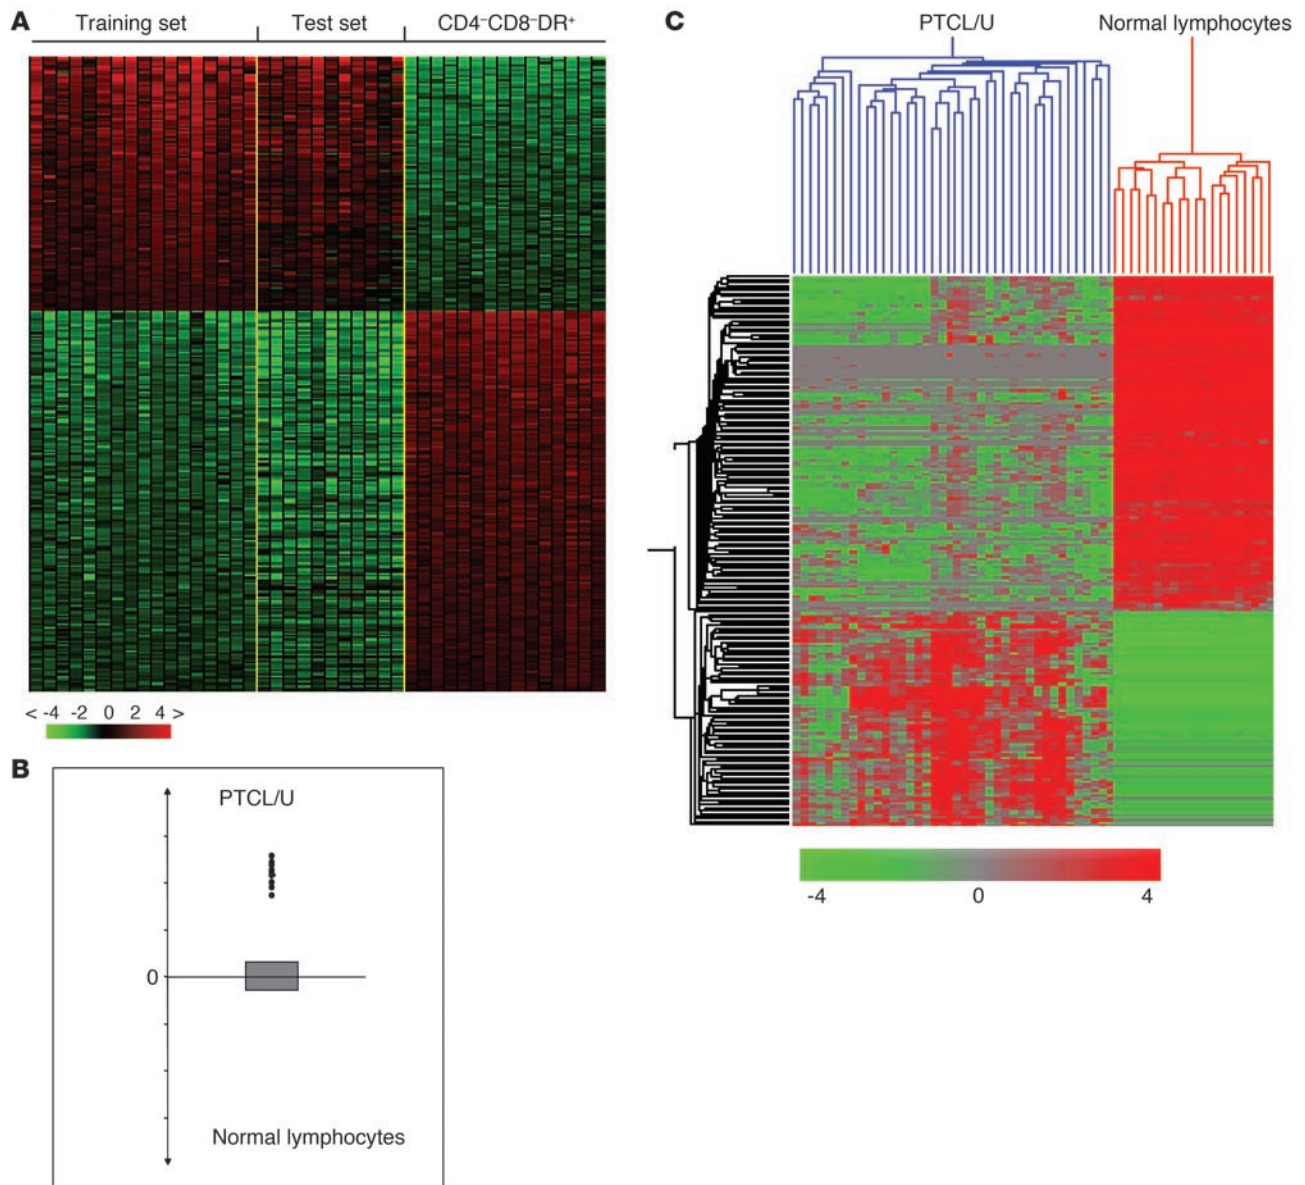 A
Training set Test set CD4⁻CD8⁻DR⁺
< -4 -2 0 2 4 >
B
PTCL/U
0
Normal lymphocytes
C
PTCL/U Normal lymphocytes
-4 0 4